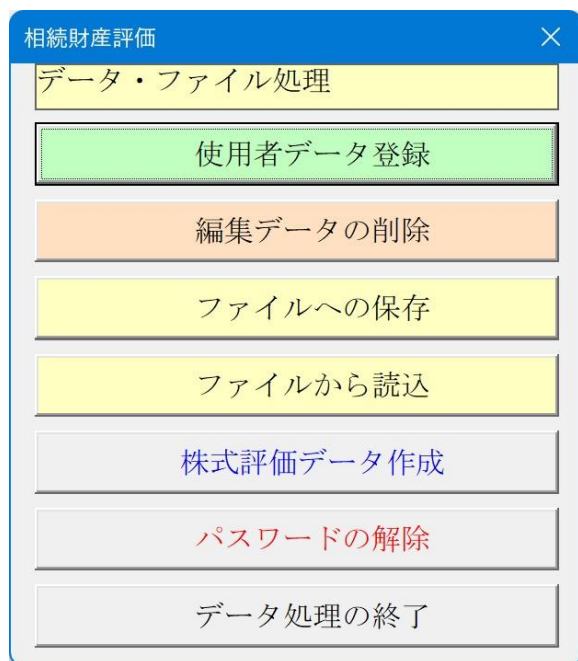 相続財産評価
データ・ファイル処理
使用者データ登録
編集データの削除
ファイルへの保存
ファイルから読込
株式評価データ作成
パスワードの解除
データ処理の終了